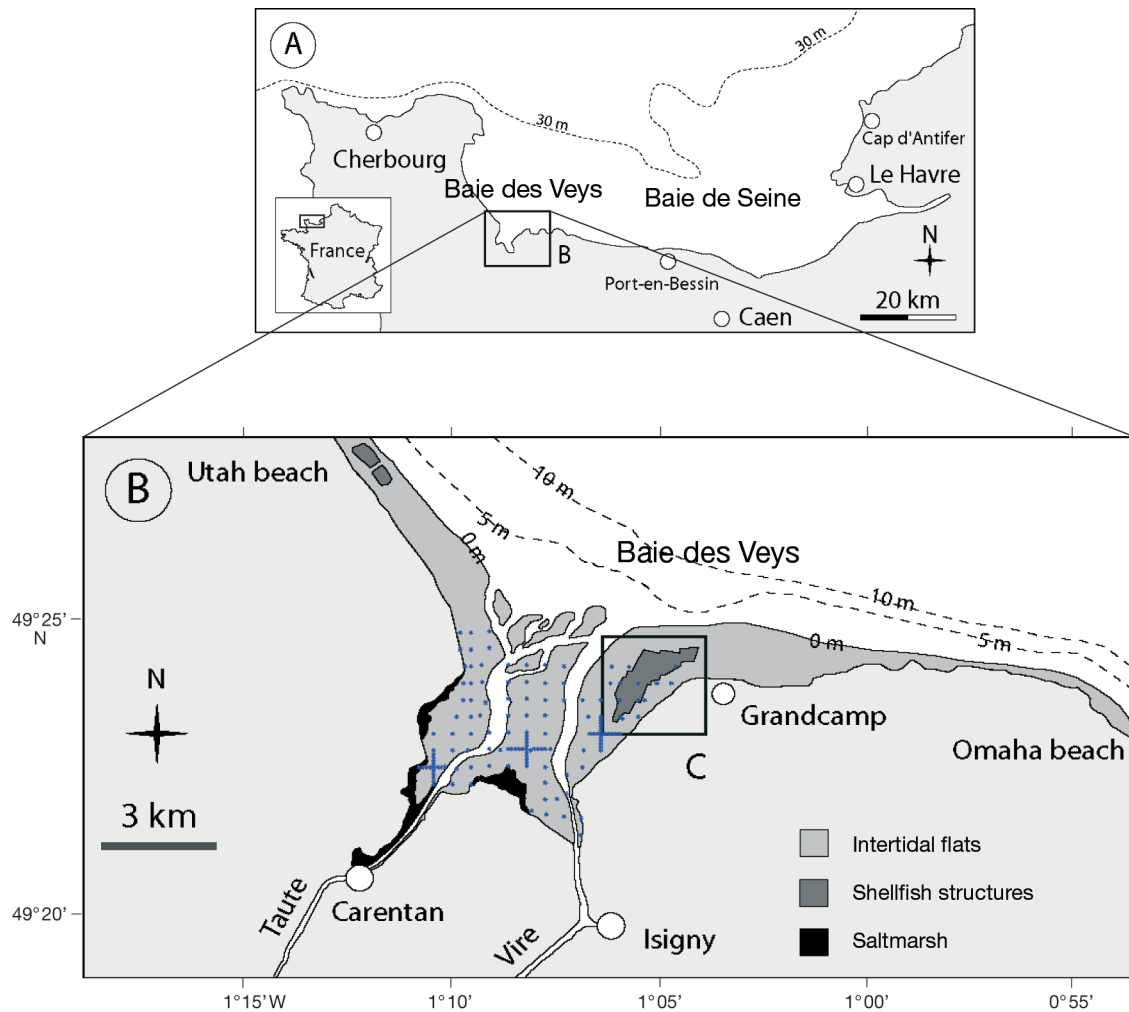 A
30 m
30 m
Cap d'Antifer
Cherbourg
Le Havre
Baie des Veys
Baie de Seine
N
France
B
Port-en-Bessin
20 km
Caen
B
Utah beach
10 m
5 m
0 m
Baie des Veys
10 m
49°25'
N
0 m
5 m
N
Grandcamp
Omaha beach
C
3 km
Intertidal flats
Shellfish structures
Carentan
Taute
49°20'
Isigny
Vire
Saltmarsh
1°15'W
1°10'
1°05'
1°00'
0°55'